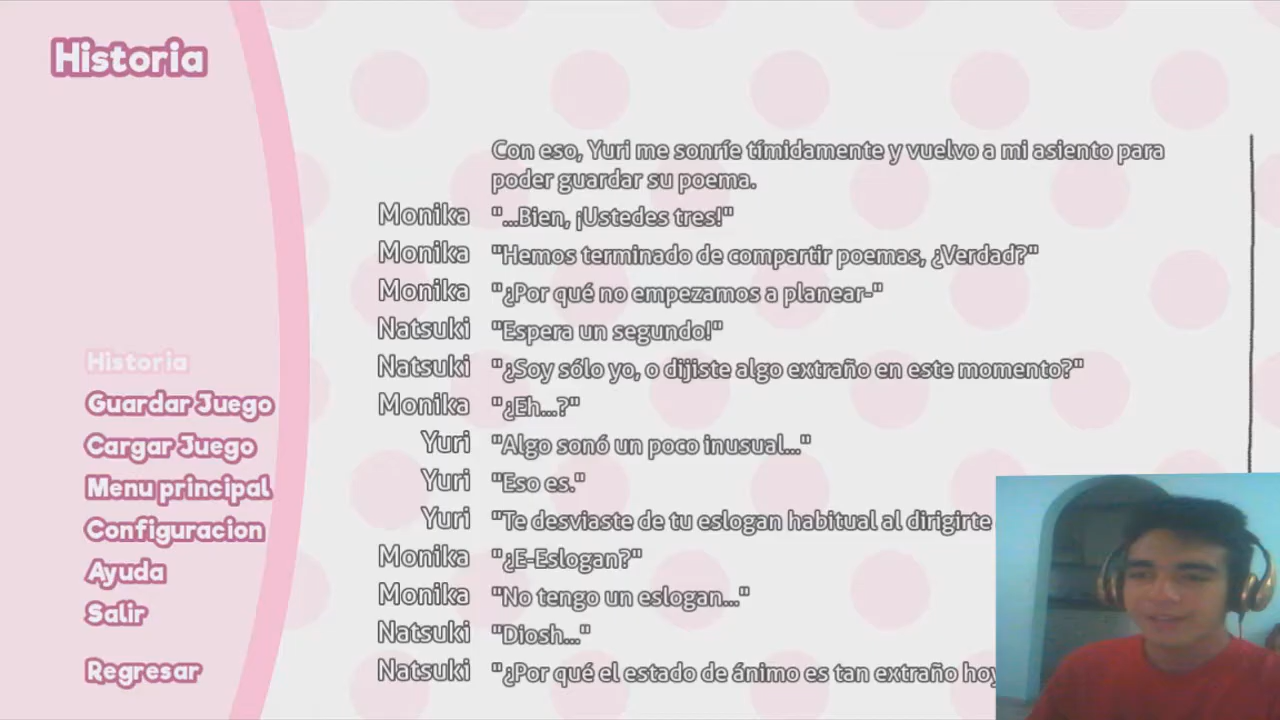 Historia
Con eso, Yuri me sonríe tímidamente y vuelvo a mi asiento para
poder guardar su poema.
Monika "...Bien, ¡Ustedes tres!"
Monika "Hemos terminado de compartir poemas, ¿Verdad?"
Monika "¿Por qué no empezamos a planear-"
Natsuki "Espera un segundo!"
Natsuki "¿Soy sólo yo, o dijiste algo extraño en este momento?"
Monika "¿Eh...?"
Yuri "Algo sonó un poco inusual..."
Yuri "Eso es."
Yuri "Te desviaste de tu eslogan habitual al dirigirte
Monika "¿E-Eslogan?"
Monika "No tengo un eslogan..."
Natsuki "Diosh..."
Natsuki "¿Por qué el estado de ánimo es tan extraño hoy
Historia
Guardar Juego
Cargar Juego
Menu principal
Configuracion
Ayuda
Salir
Regresar